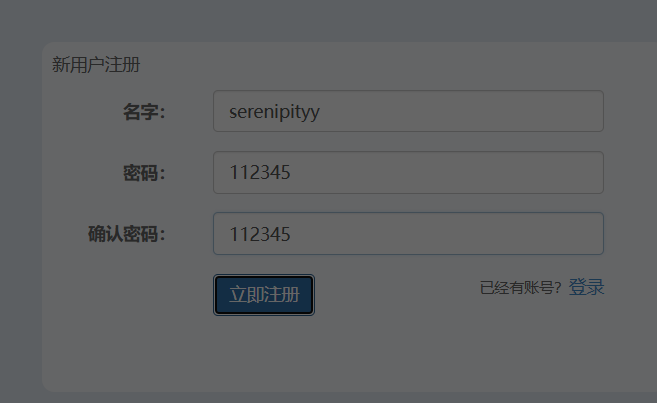 新用户注册
名字: serenipityy
密码: 112345
确认密码: 112345
立即注册 已经有账号? 登录